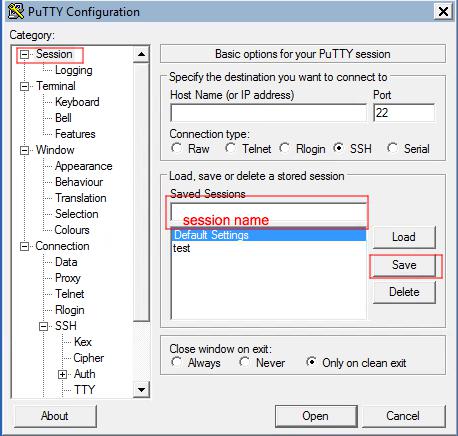 PuTTY Configuration
Category:
Session
Logging
Terminal
Keyboard
Bell
Features
Window
Appearance
Behaviour
Translation
Selection
Colours
Connection
Data
Proxy
Telnet
Rlogin
SSH
Kex
Cipher
Auth
TTY
Basic options for your PuTTY session
Specify the destination you want to connect to
Host Name (or IP address) Port
22
Connection type:
Raw Telnet Rlogin SSH Serial
Load, save or delete a stored session
Saved Sessions
session name
Default Settings
test
Load
Save
Delete
Close window on exit:
Always Never Only on clean exit
About Open Cancel